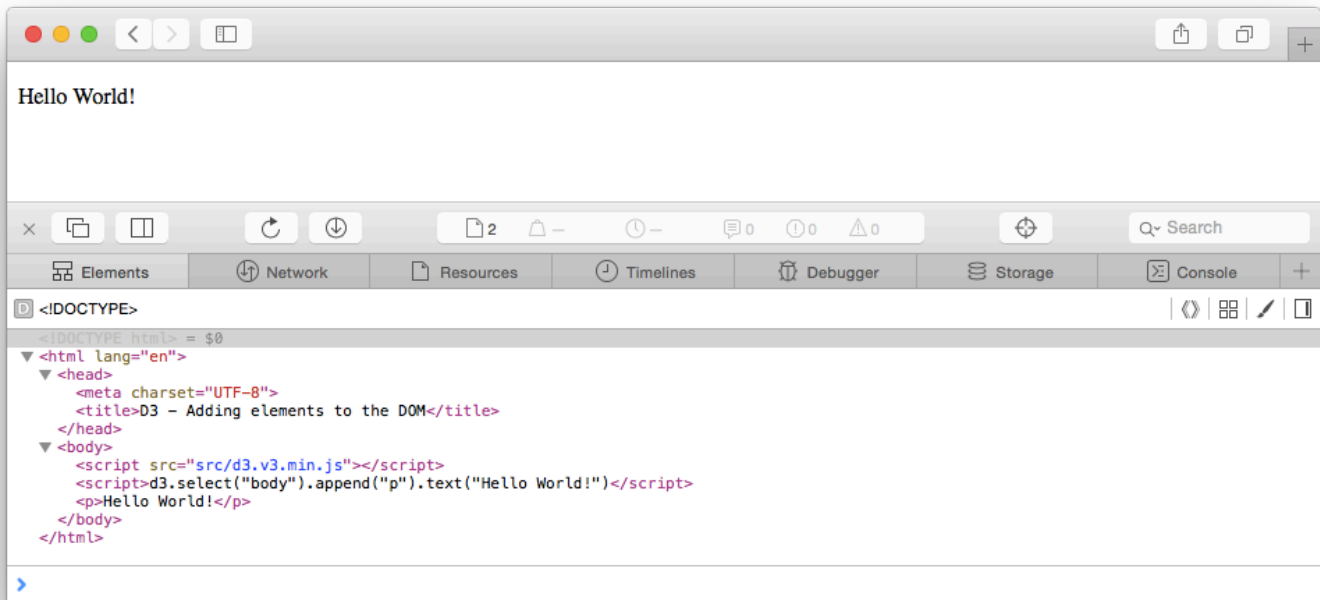 Hello World!
2 – – 0 0 0 Search
Elements Network Resources Timelines Debugger Storage Console
D <!DOCTYPE>
<!DOCTYPE html> = $0
<html lang="en">
<head>
<meta charset="UTF-8">
<title>D3 – Adding elements to the DOM</title>
</head>
<body>
<script src="src/d3.v3.min.js"></script>
<script>d3.select("body").append("p").text("Hello World!")</script>
<p>Hello World!</p>
</body>
</html>